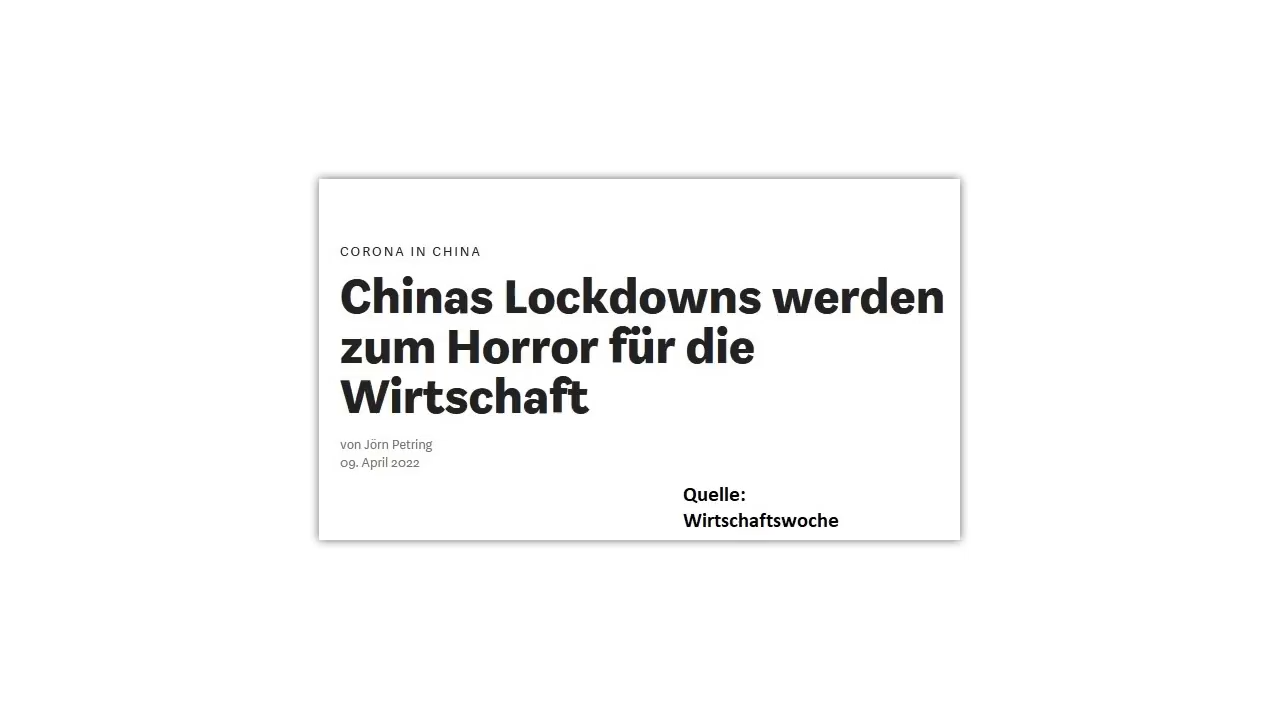 CORONA IN CHINA
Chinas Lockdowns werden
zum Horror für die
Wirtschaft
von Jörn Petring
09. April 2022
Quelle:
Wirtschaftswoche